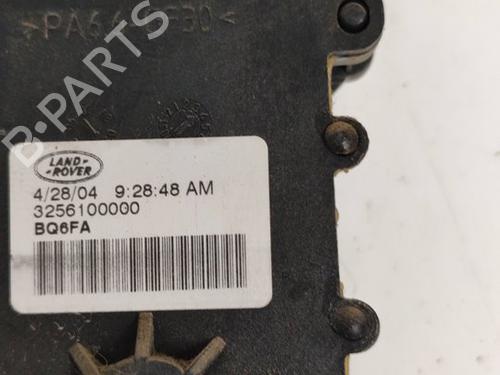 B-PARTS
LAND-
ROVER
4/28/04 9:28:48 AM
3256100000
BQ6FA